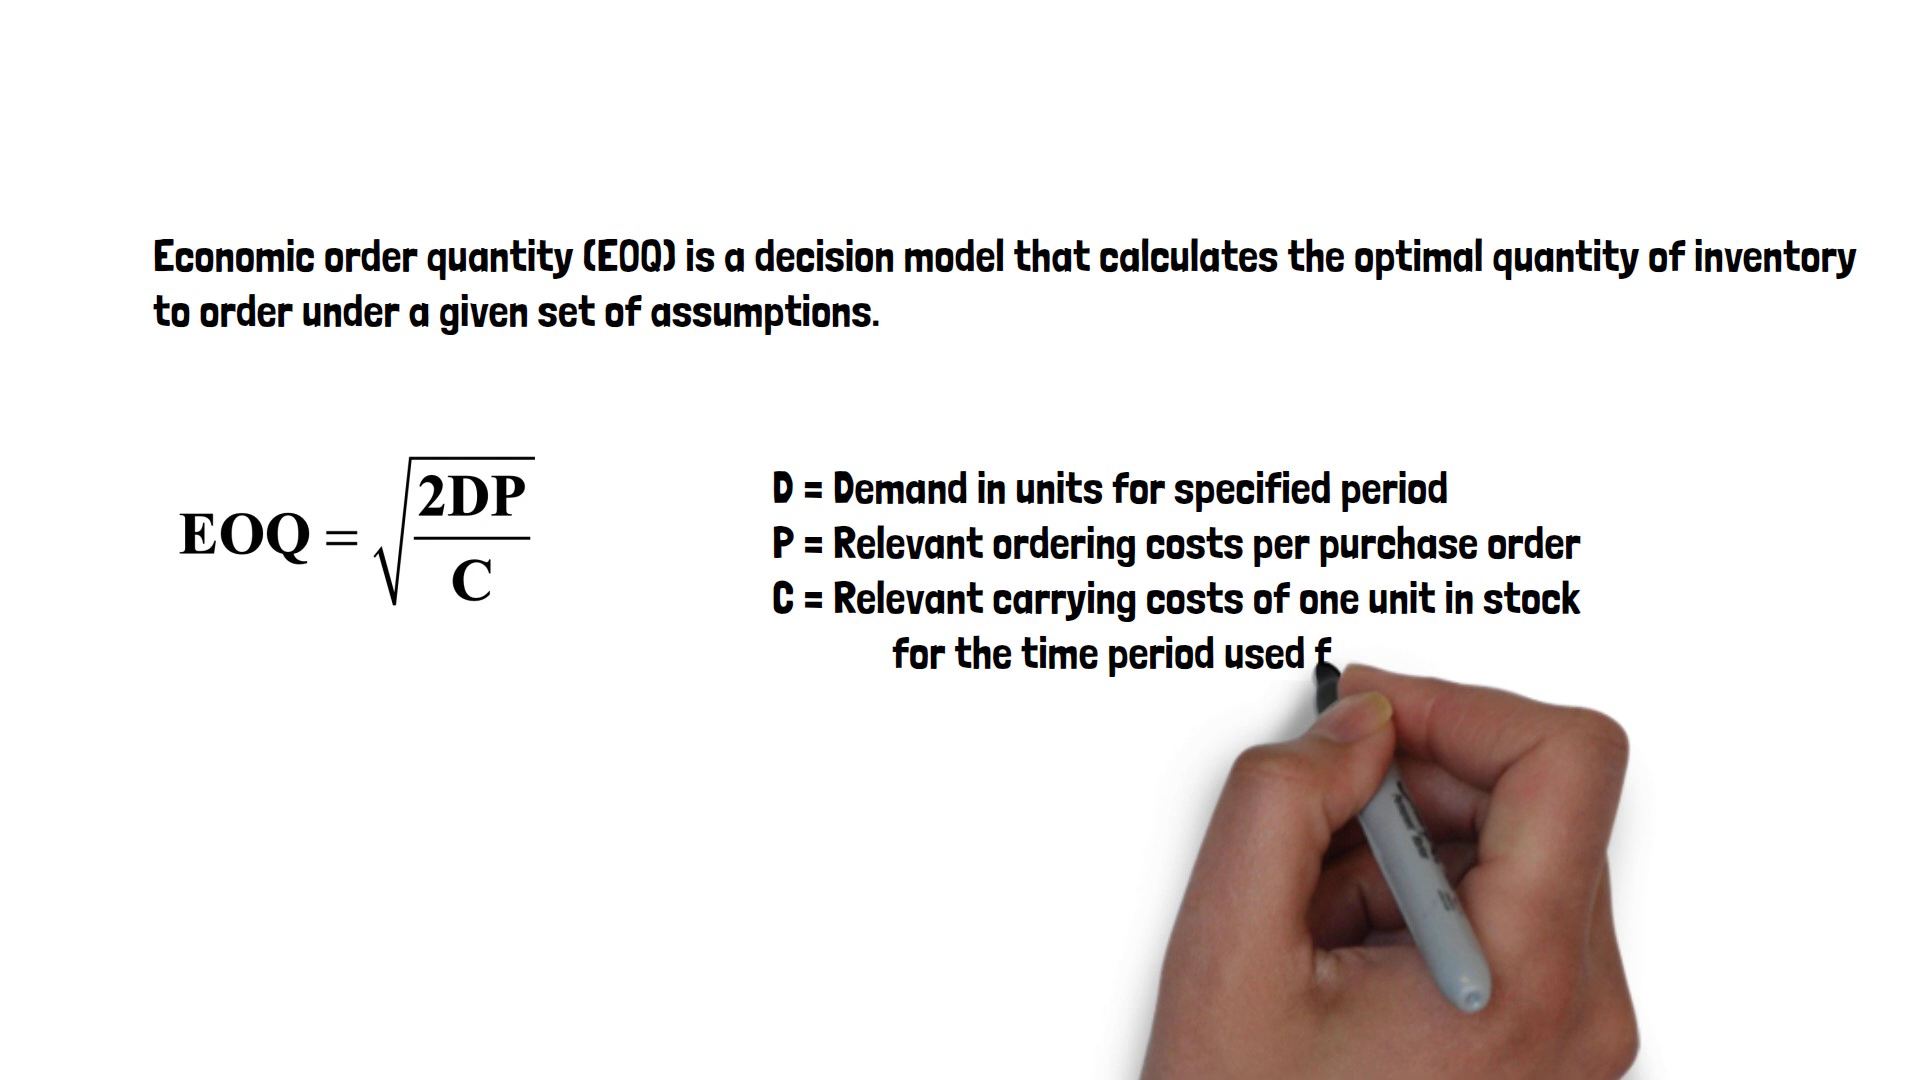 Economic order quantity (EOQ) is a decision model that calculates the optimal quantity of inventory
to order under a given set of assumptions.
EOQ = √(2DP / C)
D = Demand in units for specified period
P = Relevant ordering costs per purchase order
C = Relevant carrying costs of one unit in stock
for the time period used f